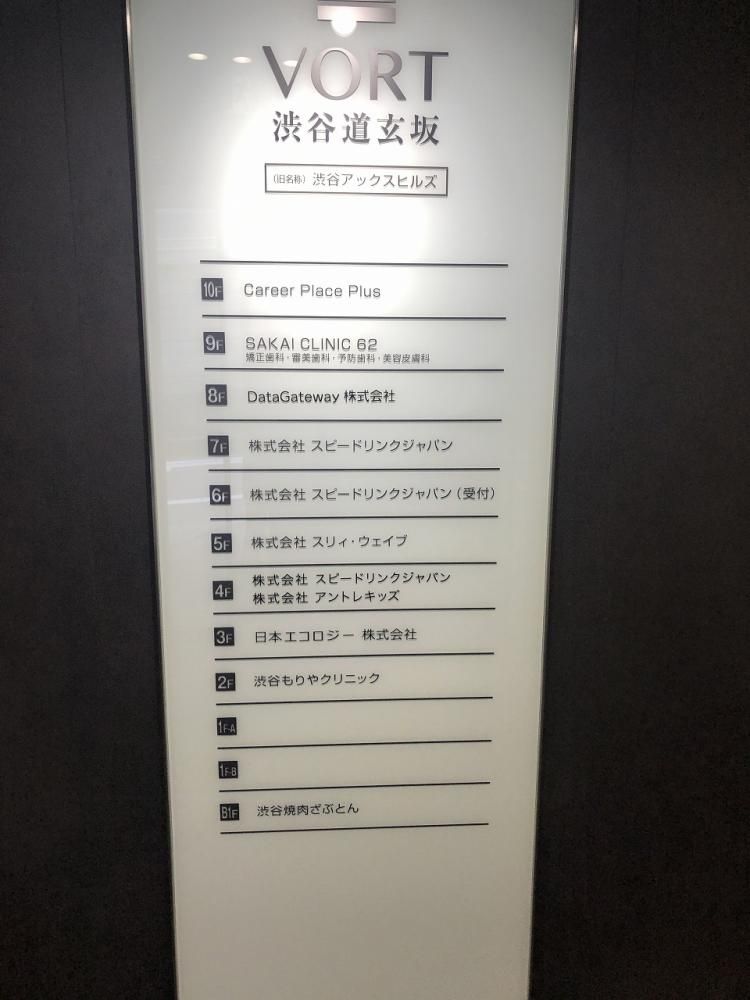 VORT
渋谷道玄坂
(旧名称) 渋谷アックスヒルズ
10F Career Place Plus
9F SAKAI CLINIC 62
矯正歯科・審美歯科・予防歯科・美容皮膚科
8F DataGateway 株式会社
7F 株式会社 スピードリンクジャパン
6F 株式会社 スピードリンクジャパン (受付)
5F 株式会社 スリィ・ウェイブ
4F 株式会社 スピードリンクジャパン
株式会社 アントレキッズ
3F 日本エコロジー 株式会社
2F 渋谷もりやクリニック
1F-A
1F-B
B1F 渋谷焼肉ざぶとん